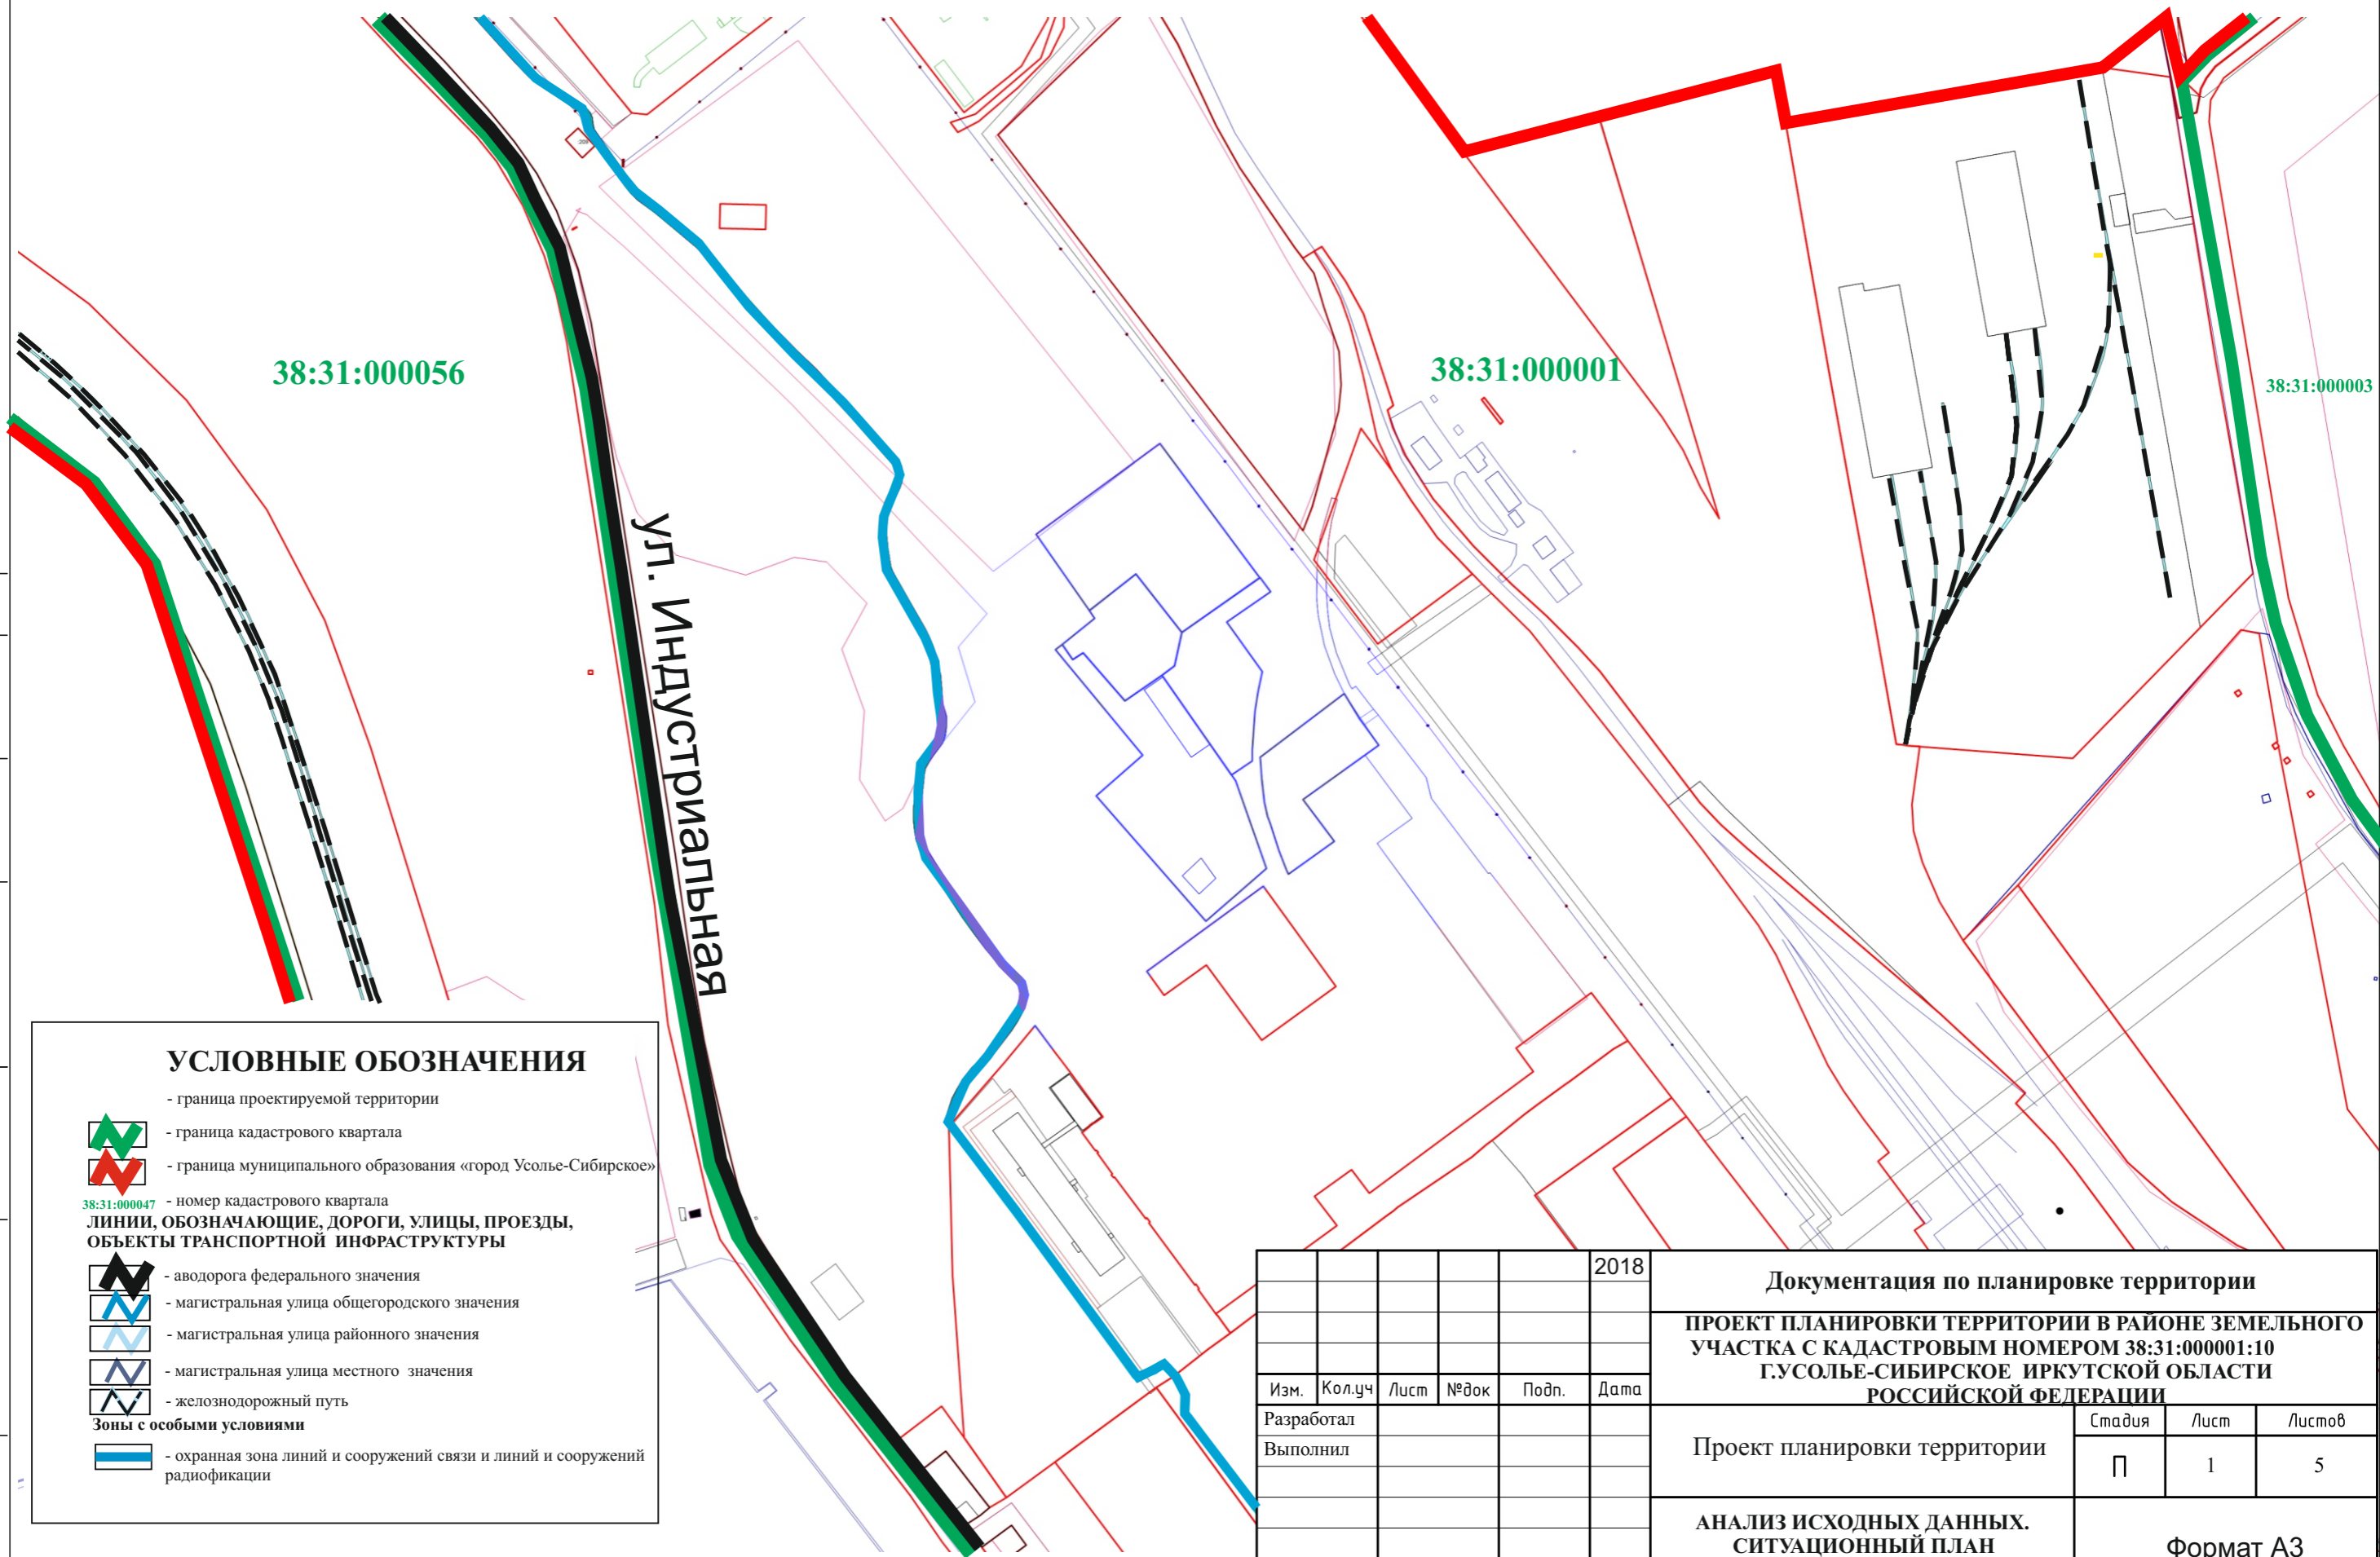 38:31:000056
38:31:000001
38:31:000003
ул. Индустриальная
УСЛОВНЫЕ ОБОЗНАЧЕНИЯ
- граница проектируемой территории
- граница кадастрового квартала
- граница муниципального образования «город Усолье-Сибирское»
38:31:000047 - номер кадастрового квартала
ЛИНИИ, ОБОЗНАЧАЮЩИЕ, ДОРОГИ, УЛИЦЫ, ПРОЕЗДЫ,
ОБЪЕКТЫ ТРАНСПОРТНОЙ ИНФРАСТРУКТУРЫ
- аводорога федерального значения
- магистральная улица общегородского значения
- магистральная улица районного значения
- магистральная улица местного значения
- желознодорожный путь
Зоны с особыми условиями
- охранная зона линий и сооружений связи и линий и сооружений
радиофикации
2018
Изм. Кол.уч Лист №док Подп. Дата
Разработал
Выполнил
Документация по планировке территории
ПРОЕКТ ПЛАНИРОВКИ ТЕРРИТОРИИ В РАЙОНЕ ЗЕМЕЛЬНОГО
УЧАСТКА С КАДАСТРОВЫМ НОМЕРОМ 38:31:000001:10
Г.УСОЛЬЕ-СИБИРСКОЕ ИРКУТСКОЙ ОБЛАСТИ
РОССИЙСКОЙ ФЕДЕРАЦИИ
Проект планировки территории
Стадия Лист Листов
П 1 5
АНАЛИЗ ИСХОДНЫХ ДАННЫХ.
СИТУАЦИОННЫЙ ПЛАН
Формат А3